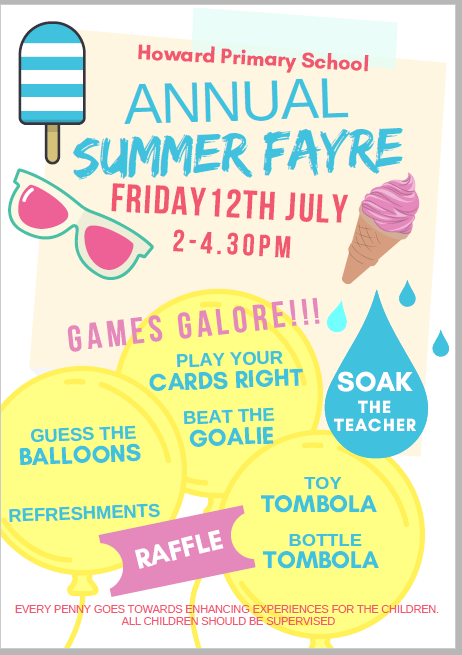 Howard Primary School
ANNUAL
SUMMER FAYRE
FRIDAY 12TH JULY
2-4.30PM
GAMES GALORE!!!
PLAY YOUR
CARDS RIGHT
BEAT THE
GOALIE
SOAK
THE
TEACHER
GUESS THE
BALLOONS
REFRESHMENTS
TOY
TOMBOLA
BOTTLE
TOMBOLA
RAFFLE
EVERY PENNY GOES TOWARDS ENHANCING EXPERIENCES FOR THE CHILDREN.
ALL CHILDREN SHOULD BE SUPERVISED